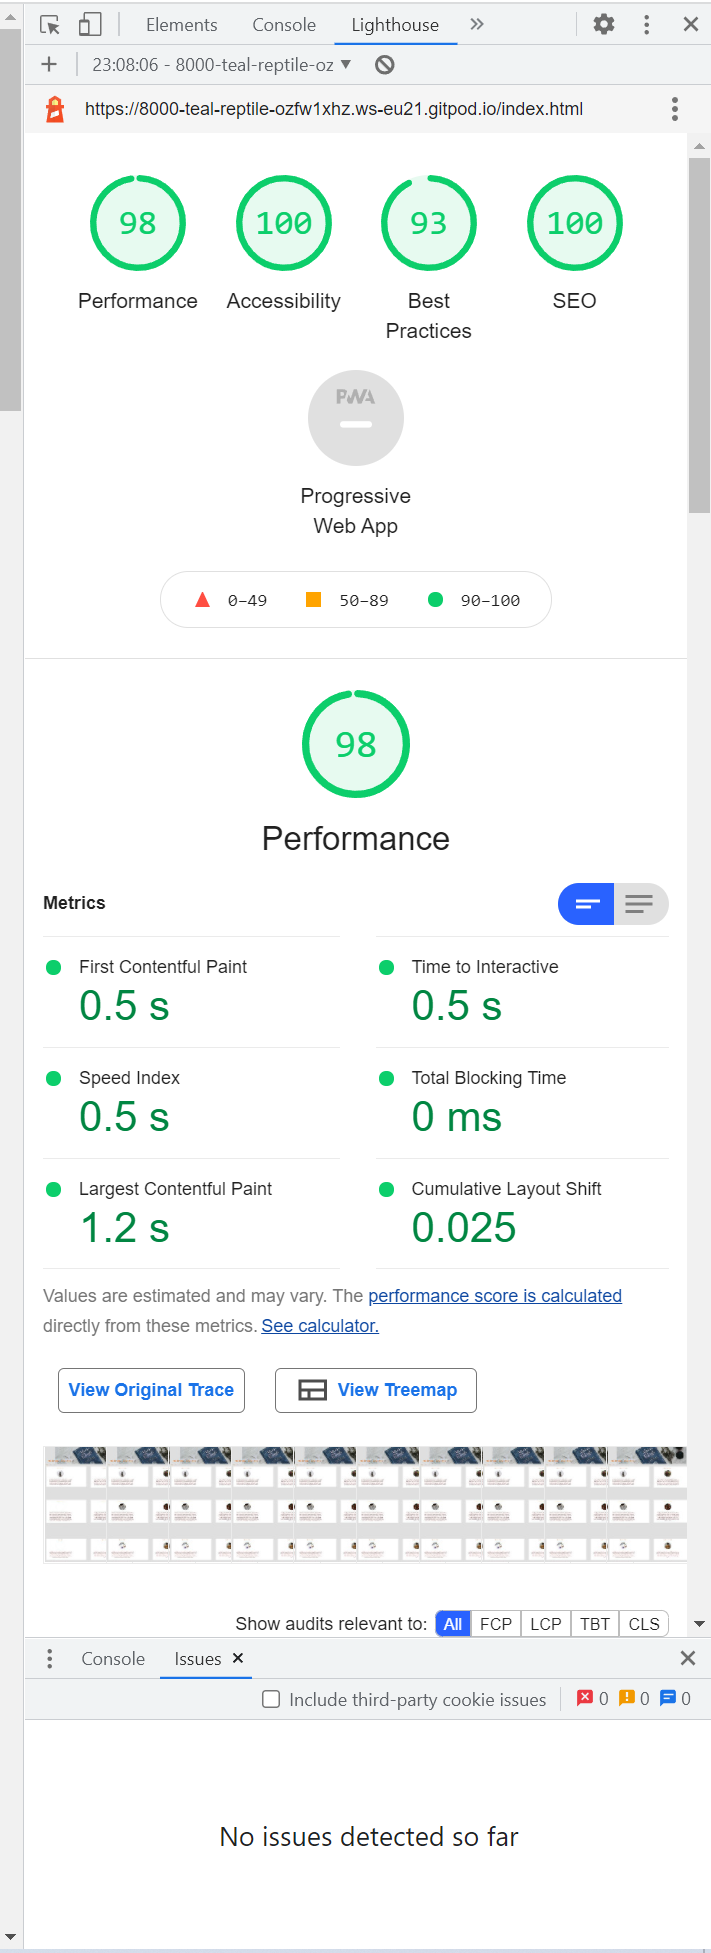 Elements Console Lighthouse »
23:08:06 - 8000-teal-reptile-oz ▼
https://8000-teal-reptile-ozfw1xhz.ws-eu21.gitpod.io/index.html
98 100 93 100
Performance Accessibility Best Practices SEO
PWA
Progressive
Web App
0–49 50–89 90–100
98
Performance
Metrics
First Contentful Paint Time to Interactive
0.5 s 0.5 s
Speed Index Total Blocking Time
0.5 s 0 ms
Largest Contentful Paint Cumulative Layout Shift
1.2 s 0.025
Values are estimated and may vary. The performance score is calculated
directly from these metrics. See calculator.
View Original Trace View Treemap
Show audits relevant to: All FCP LCP TBT CLS
Console Issues
Include third-party cookie issues 0 0 0
No issues detected so far